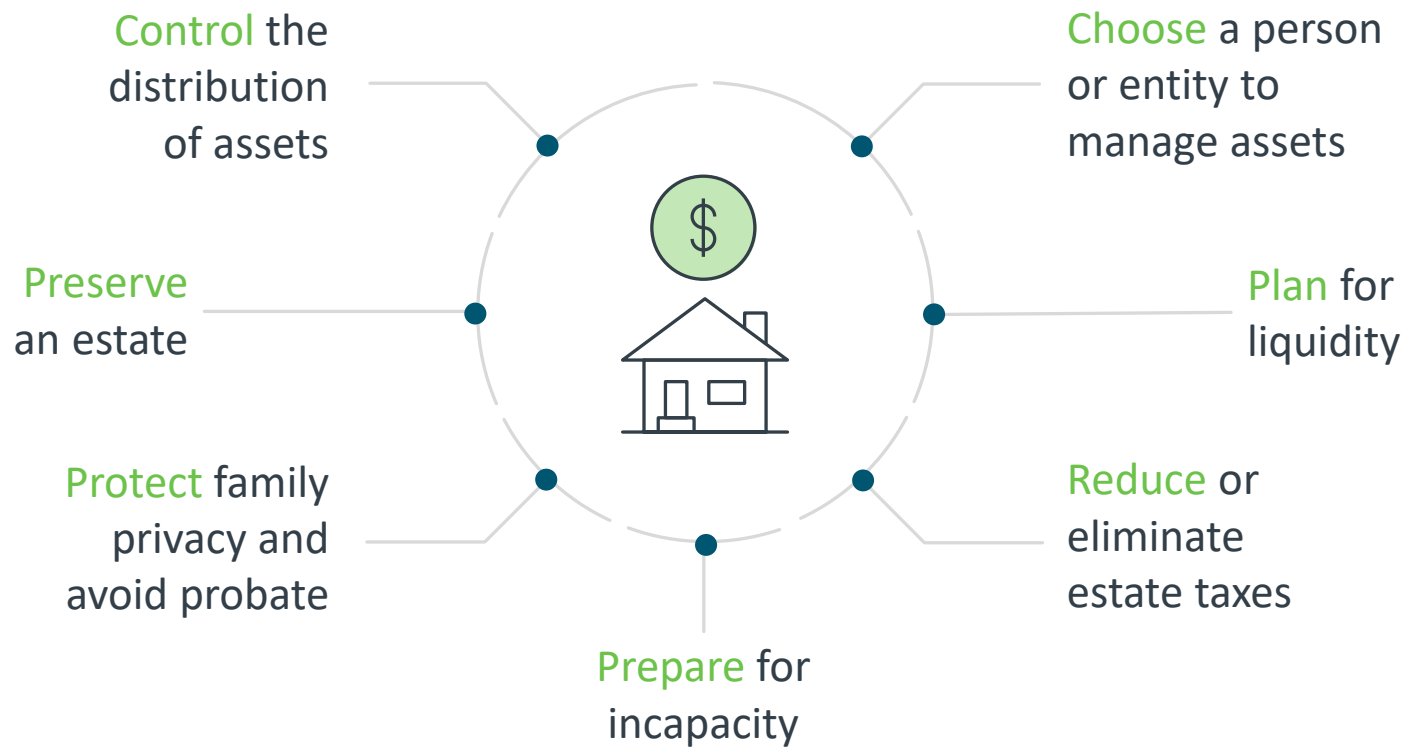 Control the
distribution
of assets
Choose a person
or entity to
manage assets
Preserve
an estate
$
Plan for
liquidity
Protect family
privacy and
avoid probate
Reduce or
eliminate
estate taxes
Prepare for
incapacity